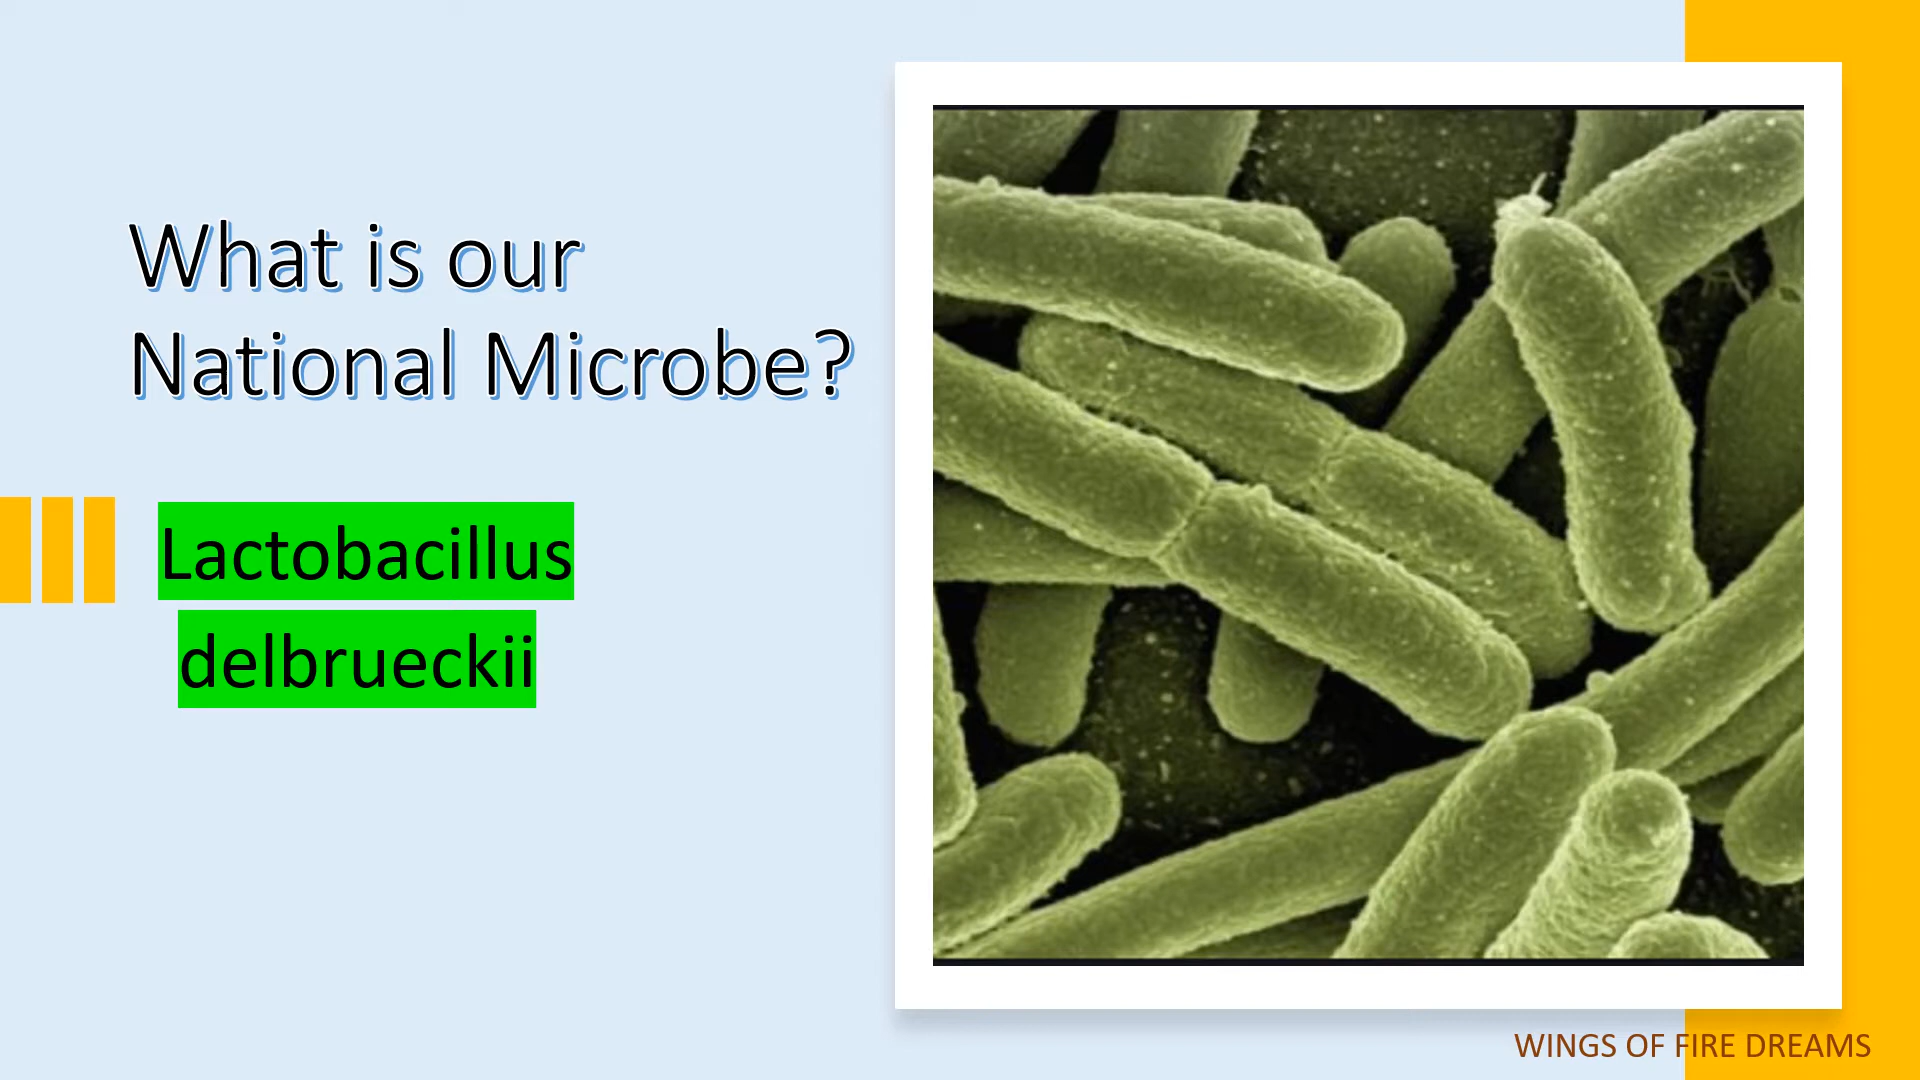 What is our
National Microbe?
Lactobacillus
delbrueckii
WINGS OF FIRE DREAMS